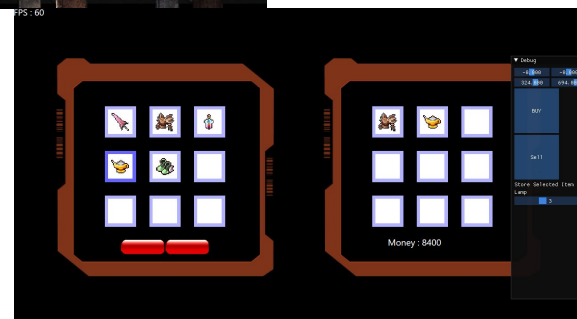 FPS : 60
▼ Debug
BUY
Sell
Store Selected Item
Lamp
3
Money : 8400